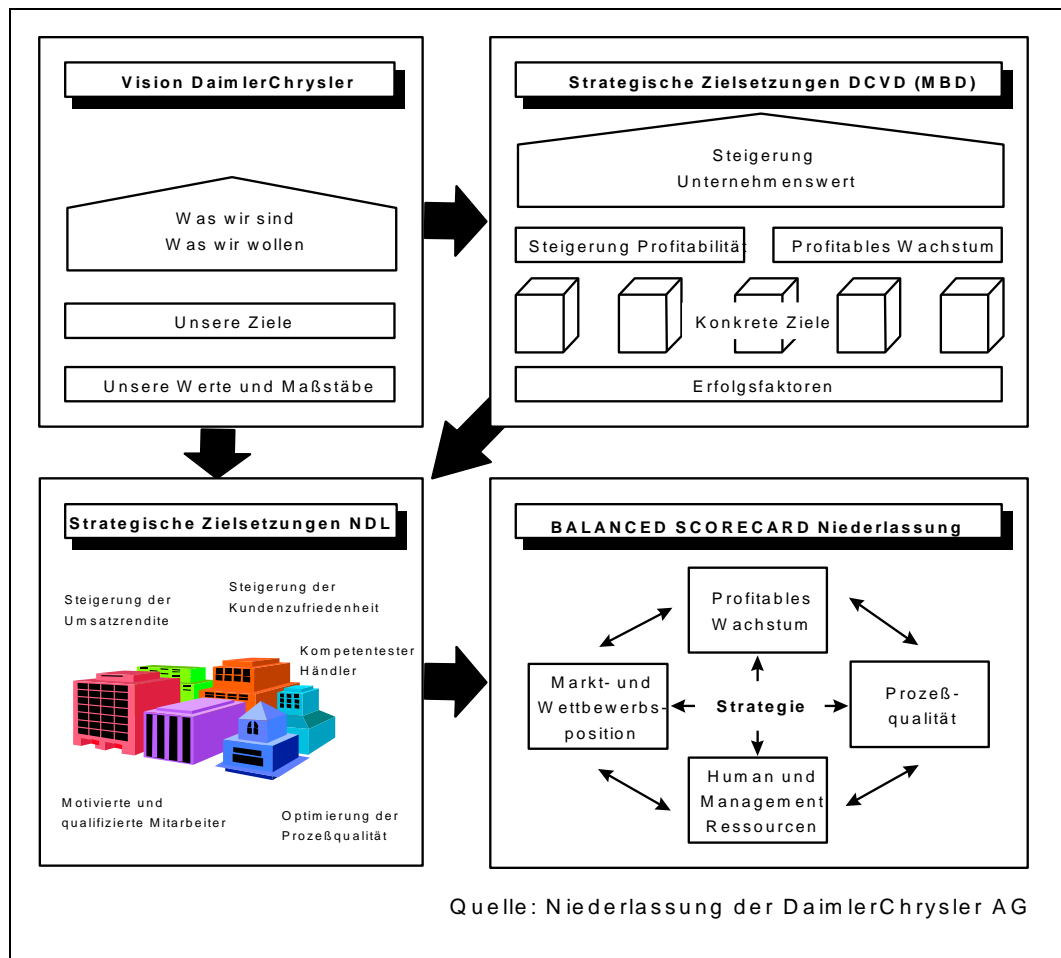 Vision DaimlerChrysler
Was wir sind
Was wir wollen
Unsere Ziele
Unsere Werte und Maßstäbe
Strategische Zielsetzungen DCVD (MBD)
Steigerung
Unternehmenswert
Steigerung Profitabilität
Profitables Wachstum
Konkrete Ziele
Erfolgsfaktoren
Strategische Zielsetzungen NDL
Steigerung der
Umsatzrendite
Steigerung der
Kundenzufriedenheit
Kompetentester
Händler
Motivierte und
qualifizierte Mitarbeiter
Optimierung der
Prozeßqualität
BALANCED SCORECARD Niederlassung
Profitables
Wachstum
Markt- und
Wettbewerbs-
position
Strategie
Prozeß-
qualität
Human und
Management
Ressourcen
Quelle: Niederlassung der DaimlerChrysler AG